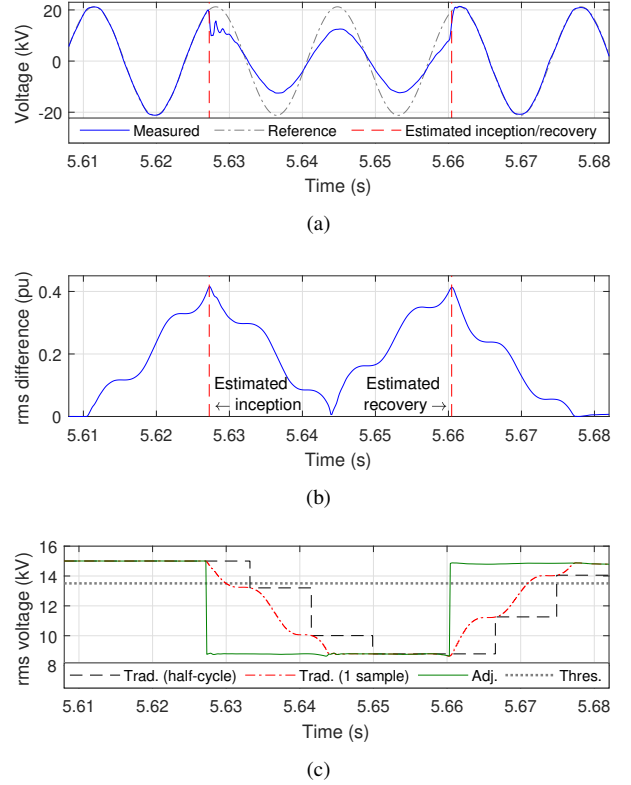 20
0
-20
Voltage (kV)
Measured Reference Estimated inception/recovery
5.61 5.62 5.63 5.64 5.65 5.66 5.67 5.68
Time (s)
(a)
0.4
0.2
0
rms difference (pu)
Estimated
← inception
Estimated
recovery →
5.61 5.62 5.63 5.64 5.65 5.66 5.67 5.68
Time (s)
(b)
16
14
12
10
8
rms voltage (kV)
Trad. (half-cycle) Trad. (1 sample) Adj. Thres.
5.61 5.62 5.63 5.64 5.65 5.66 5.67 5.68
Time (s)
(c)